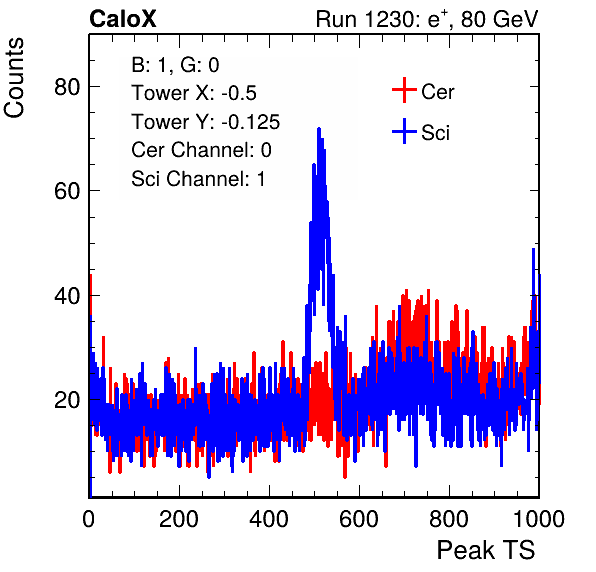 CaloX Run 1230: e⁺, 80 GeV
Counts
B: 1, G: 0
Tower X: -0.5
Tower Y: -0.125
Cer Channel: 0
Sci Channel: 1
Cer
Sci
80
60
40
20
0 200 400 600 800 1000
Peak TS